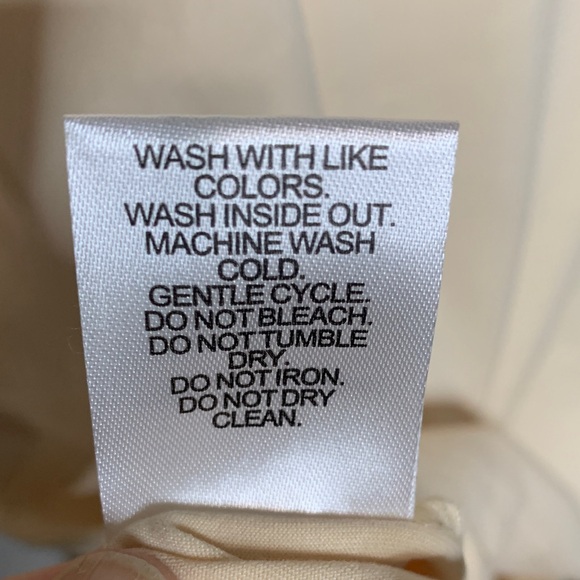 WASH WITH LIKE
COLORS.
WASH INSIDE OUT.
MACHINE WASH
COLD.
GENTLE CYCLE.
DO NOT BLEACH.
DO NOT TUMBLE
DRY.
DO NOT IRON.
DO NOT DRY
CLEAN.